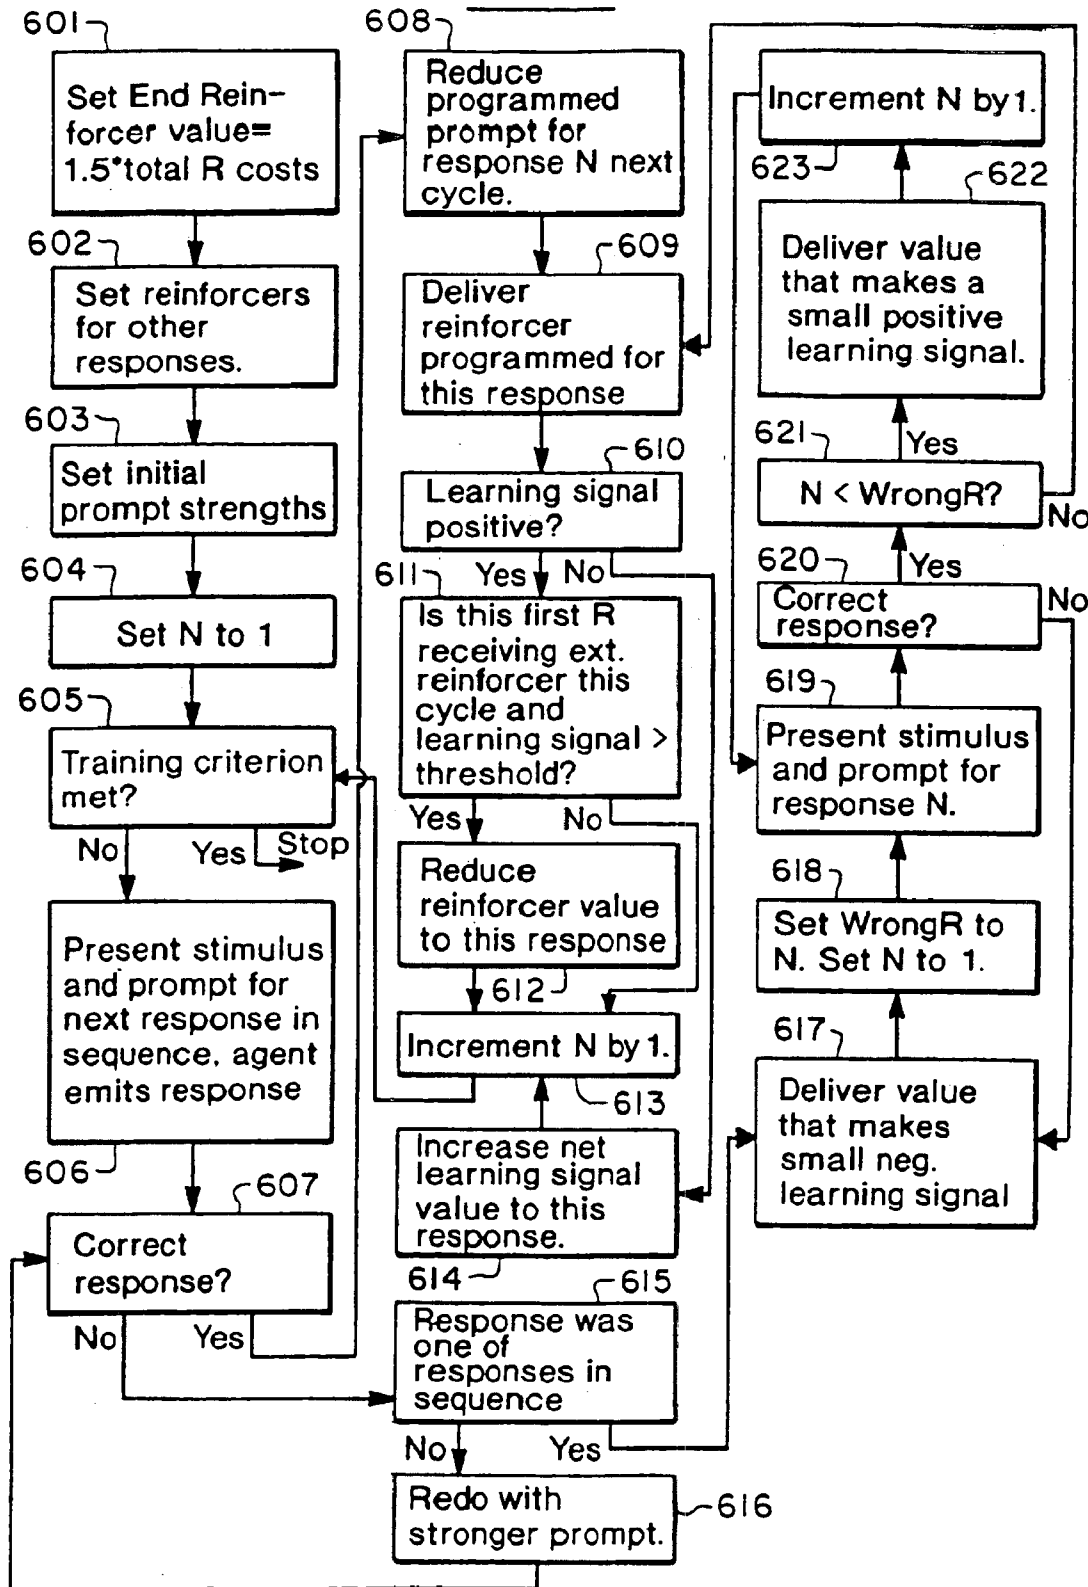 601
Set End Rein-
forcer value=
1.5*total R costs
602
Set reinforcers
for other
responses.
603
Set initial
prompt strengths
604
Set N to 1
605
Training criterion
met?
No
Yes
Stop
Present stimulus
and prompt for
next response in
sequence, agent
emits response
606
607
Correct
response?
No
Yes
608
Reduce
programmed
prompt for
response N next
cycle.
609
Deliver
reinforcer
programmed for
this response
610
Learning signal
positive?
Yes
No
611
Is this first R
receiving ext.
reinforcer this
cycle and
learning signal >
threshold?
Yes
No
Reduce
reinforcer value
to this response
612
Increment N by 1.
613
Increase net
learning signal
value to this
response.
614
615
Response was
one of
responses in
sequence
No
Yes
Redo with
stronger prompt.
616
Increment N by 1.
623
622
Deliver value
that makes a
small positive
learning signal.
621
Yes
N < WrongR?
No
620
Yes
Correct
response?
No
619
Present stimulus
and prompt for
response N.
618
Set WrongR to
N. Set N to 1.
617
Deliver value
that makes
small neg.
learning signal